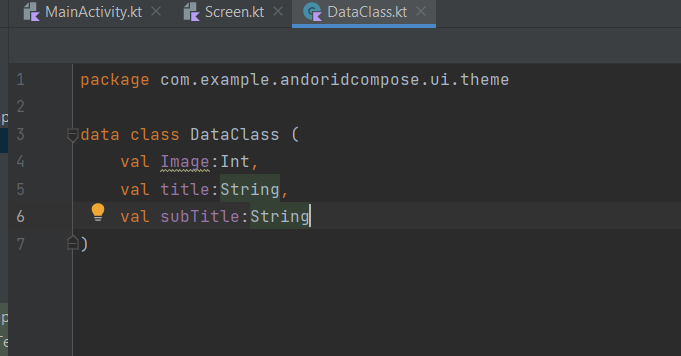 MainActivity.kt
Screen.kt
DataClass.kt
1 package com.example.andoridcompose.ui.theme
2
3 data class DataClass (
4 val Image:Int,
5 val title:String,
6 val subTitle:String
7 )